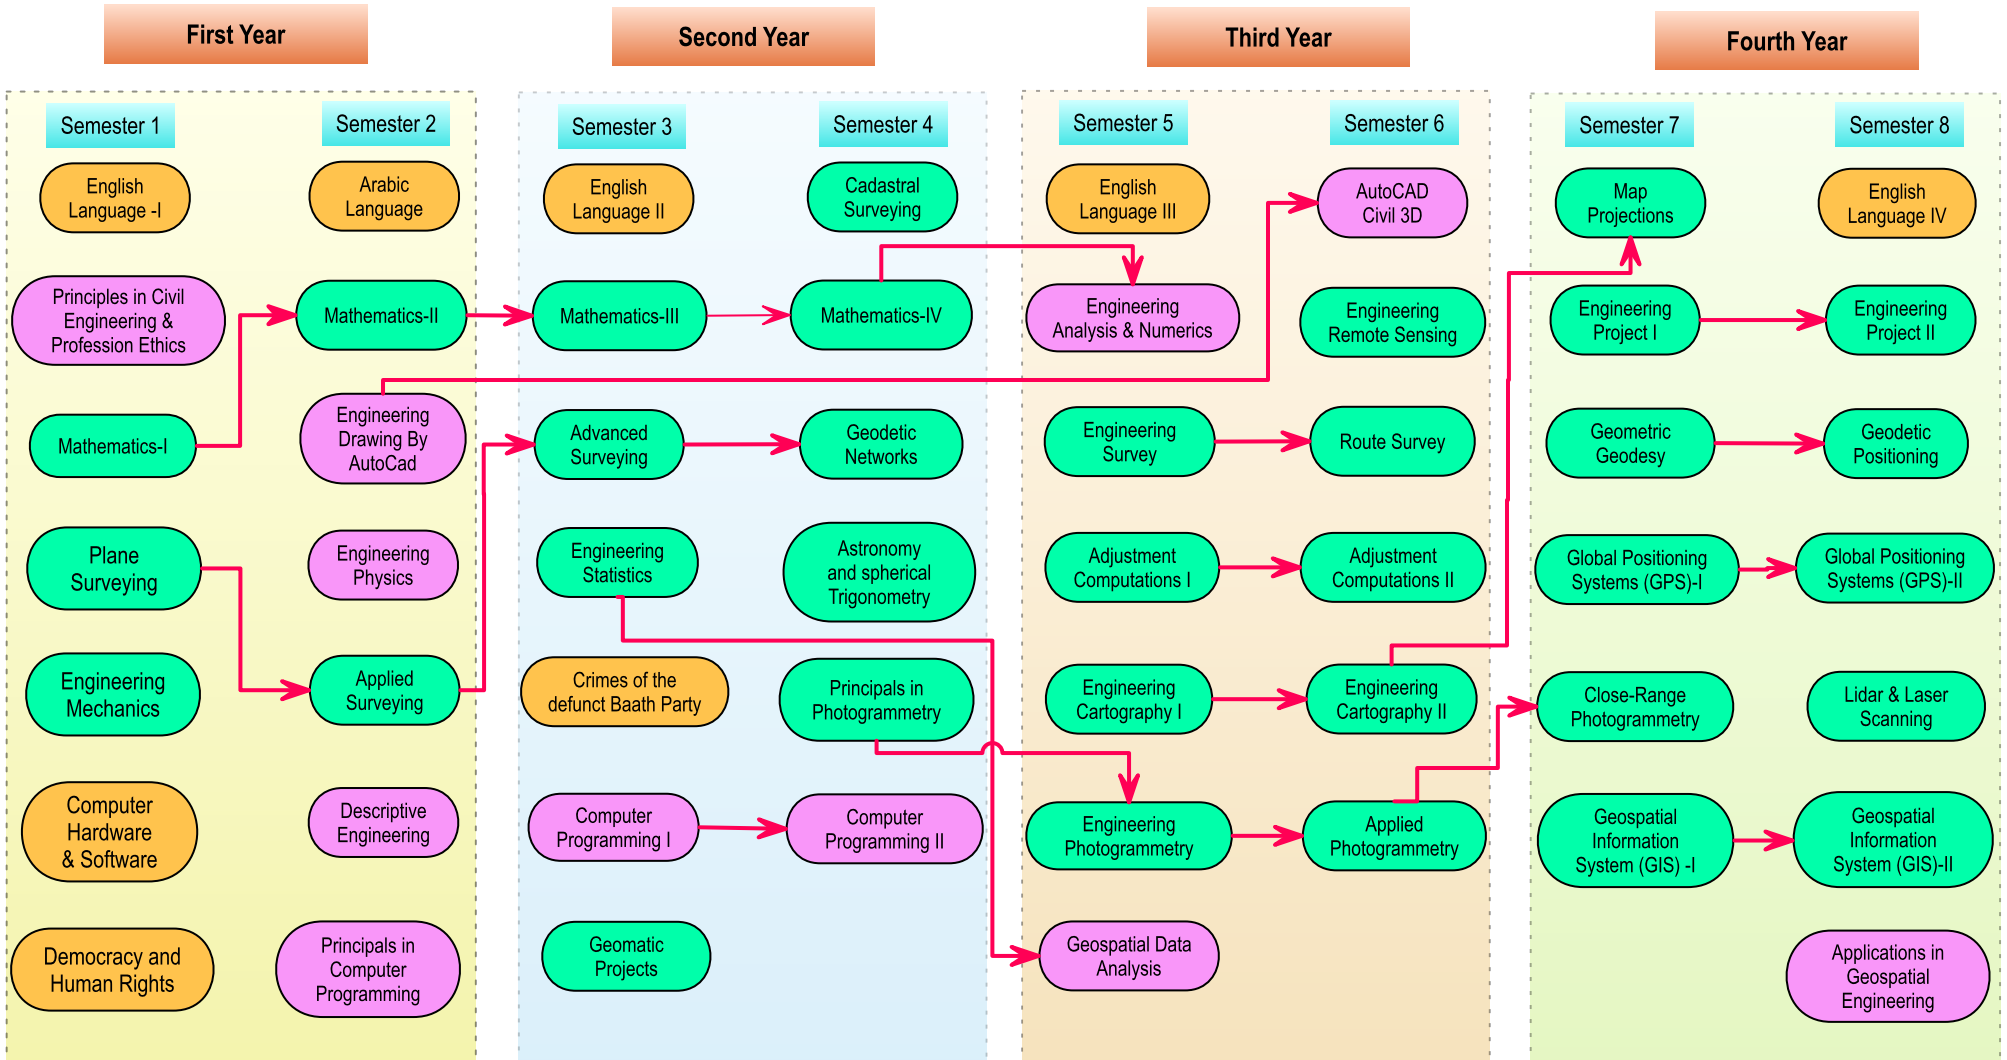 First Year
Second Year
Third Year
Fourth Year
Semester 1
Semester 2
Semester 3
Semester 4
Semester 5
Semester 6
Semester 7
Semester 8
English
Language -I
Principles in Civil
Engineering &
Profession Ethics
Mathematics-I
Plane
Surveying
Engineering
Mechanics
Computer
Hardware
& Software
Democracy and
Human Rights
Arabic
Language
Mathematics-II
Engineering
Drawing By
AutoCad
Engineering
Physics
Applied
Surveying
Descriptive
Engineering
Principals in
Computer
Programming
English
Language II
Mathematics-III
Advanced
Surveying
Engineering
Statistics
Crimes of the
defunct Baath Party
Computer
Programming I
Geomatic
Projects
Cadastral
Surveying
Mathematics-IV
Geodetic
Networks
Astronomy
and spherical
Trigonometry
Principals in
Photogrammetry
Computer
Programming II
English
Language III
Engineering
Analysis & Numerics
Engineering
Survey
Adjustment
Computations I
Engineering
Cartography I
Engineering
Photogrammetry
Geospatial Data
Analysis
AutoCAD
Civil 3D
Engineering
Remote Sensing
Route Survey
Adjustment
Computations II
Engineering
Cartography II
Applied
Photogrammetry
Map
Projections
Engineering
Project I
Geometric
Geodesy
Global Positioning
Systems (GPS)-I
Close-Range
Photogrammetry
Geospatial
Information
System (GIS) -I
English
Language IV
Engineering
Project II
Geodetic
Positioning
Global Positioning
Systems (GPS)-II
Lidar & Laser
Scanning
Geospatial
Information
System (GIS)-II
Applications in
Geospatial
Engineering